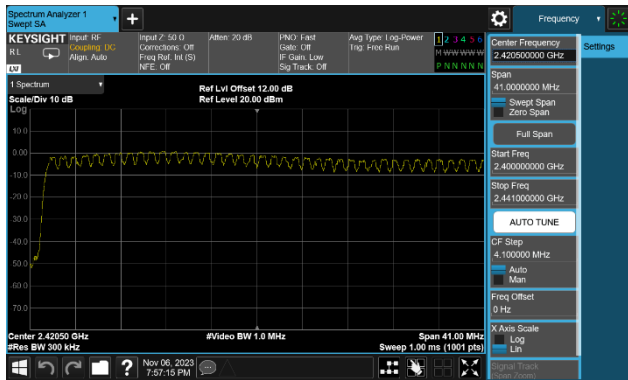 Spectrum Analyzer 1
Swept SA
Frequency
KEYSIGHT
Input: RF
Coupling: DC
Align: Auto
Input Z: 50 Ω
Corrections: Off
Freq Ref: Int (S)
NFE: Off
Atten: 20 dB
PNO: Fast
Gate: Off
IF Gain: Low
Sig Track: Off
Avg Type: Log-Power
Trig: Free Run
1 2 3 4 5 6
M W W W W W
P N N N N N
RL
LXI
1 Spectrum
Scale/Div 10 dB
Ref Lvl Offset 12.00 dB
Ref Level 20.00 dBm
Log
10.0
0.00
-10.0
-20.0
-30.0
-40.0
-50.0
-60.0
-70.0
Center 2.42050 GHz
#Res BW 300 kHz
#Video BW 1.0 MHz
Span 41.00 MHz
Sweep 1.00 ms (1001 pts)
Center Frequency
2.420500000 GHz
Settings
Span
41.0000000 MHz
Swept Span
Zero Span
Full Span
Start Freq
2.400000000 GHz
Stop Freq
2.441000000 GHz
AUTO TUNE
CF Step
4.100000 MHz
Auto
Man
Freq Offset
0 Hz
X Axis Scale
Log
Lin
Signal Track
(Span Zoom)
?
Nov 06, 2023
7:57:15 PM